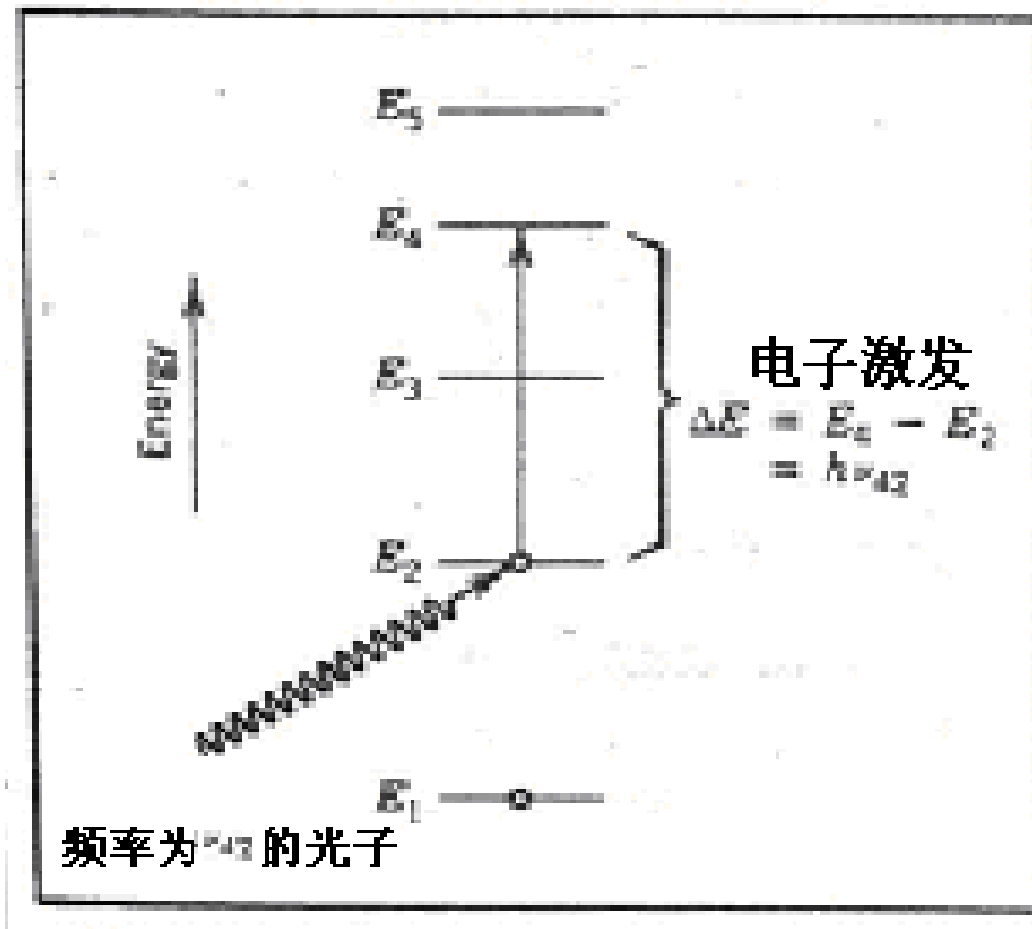 E₅
E₄
Energy
E₃
电子激发
ΔE = E₄ − E₂
= hν₄₂
E₂
E₁
频率为ν₄₂的光子